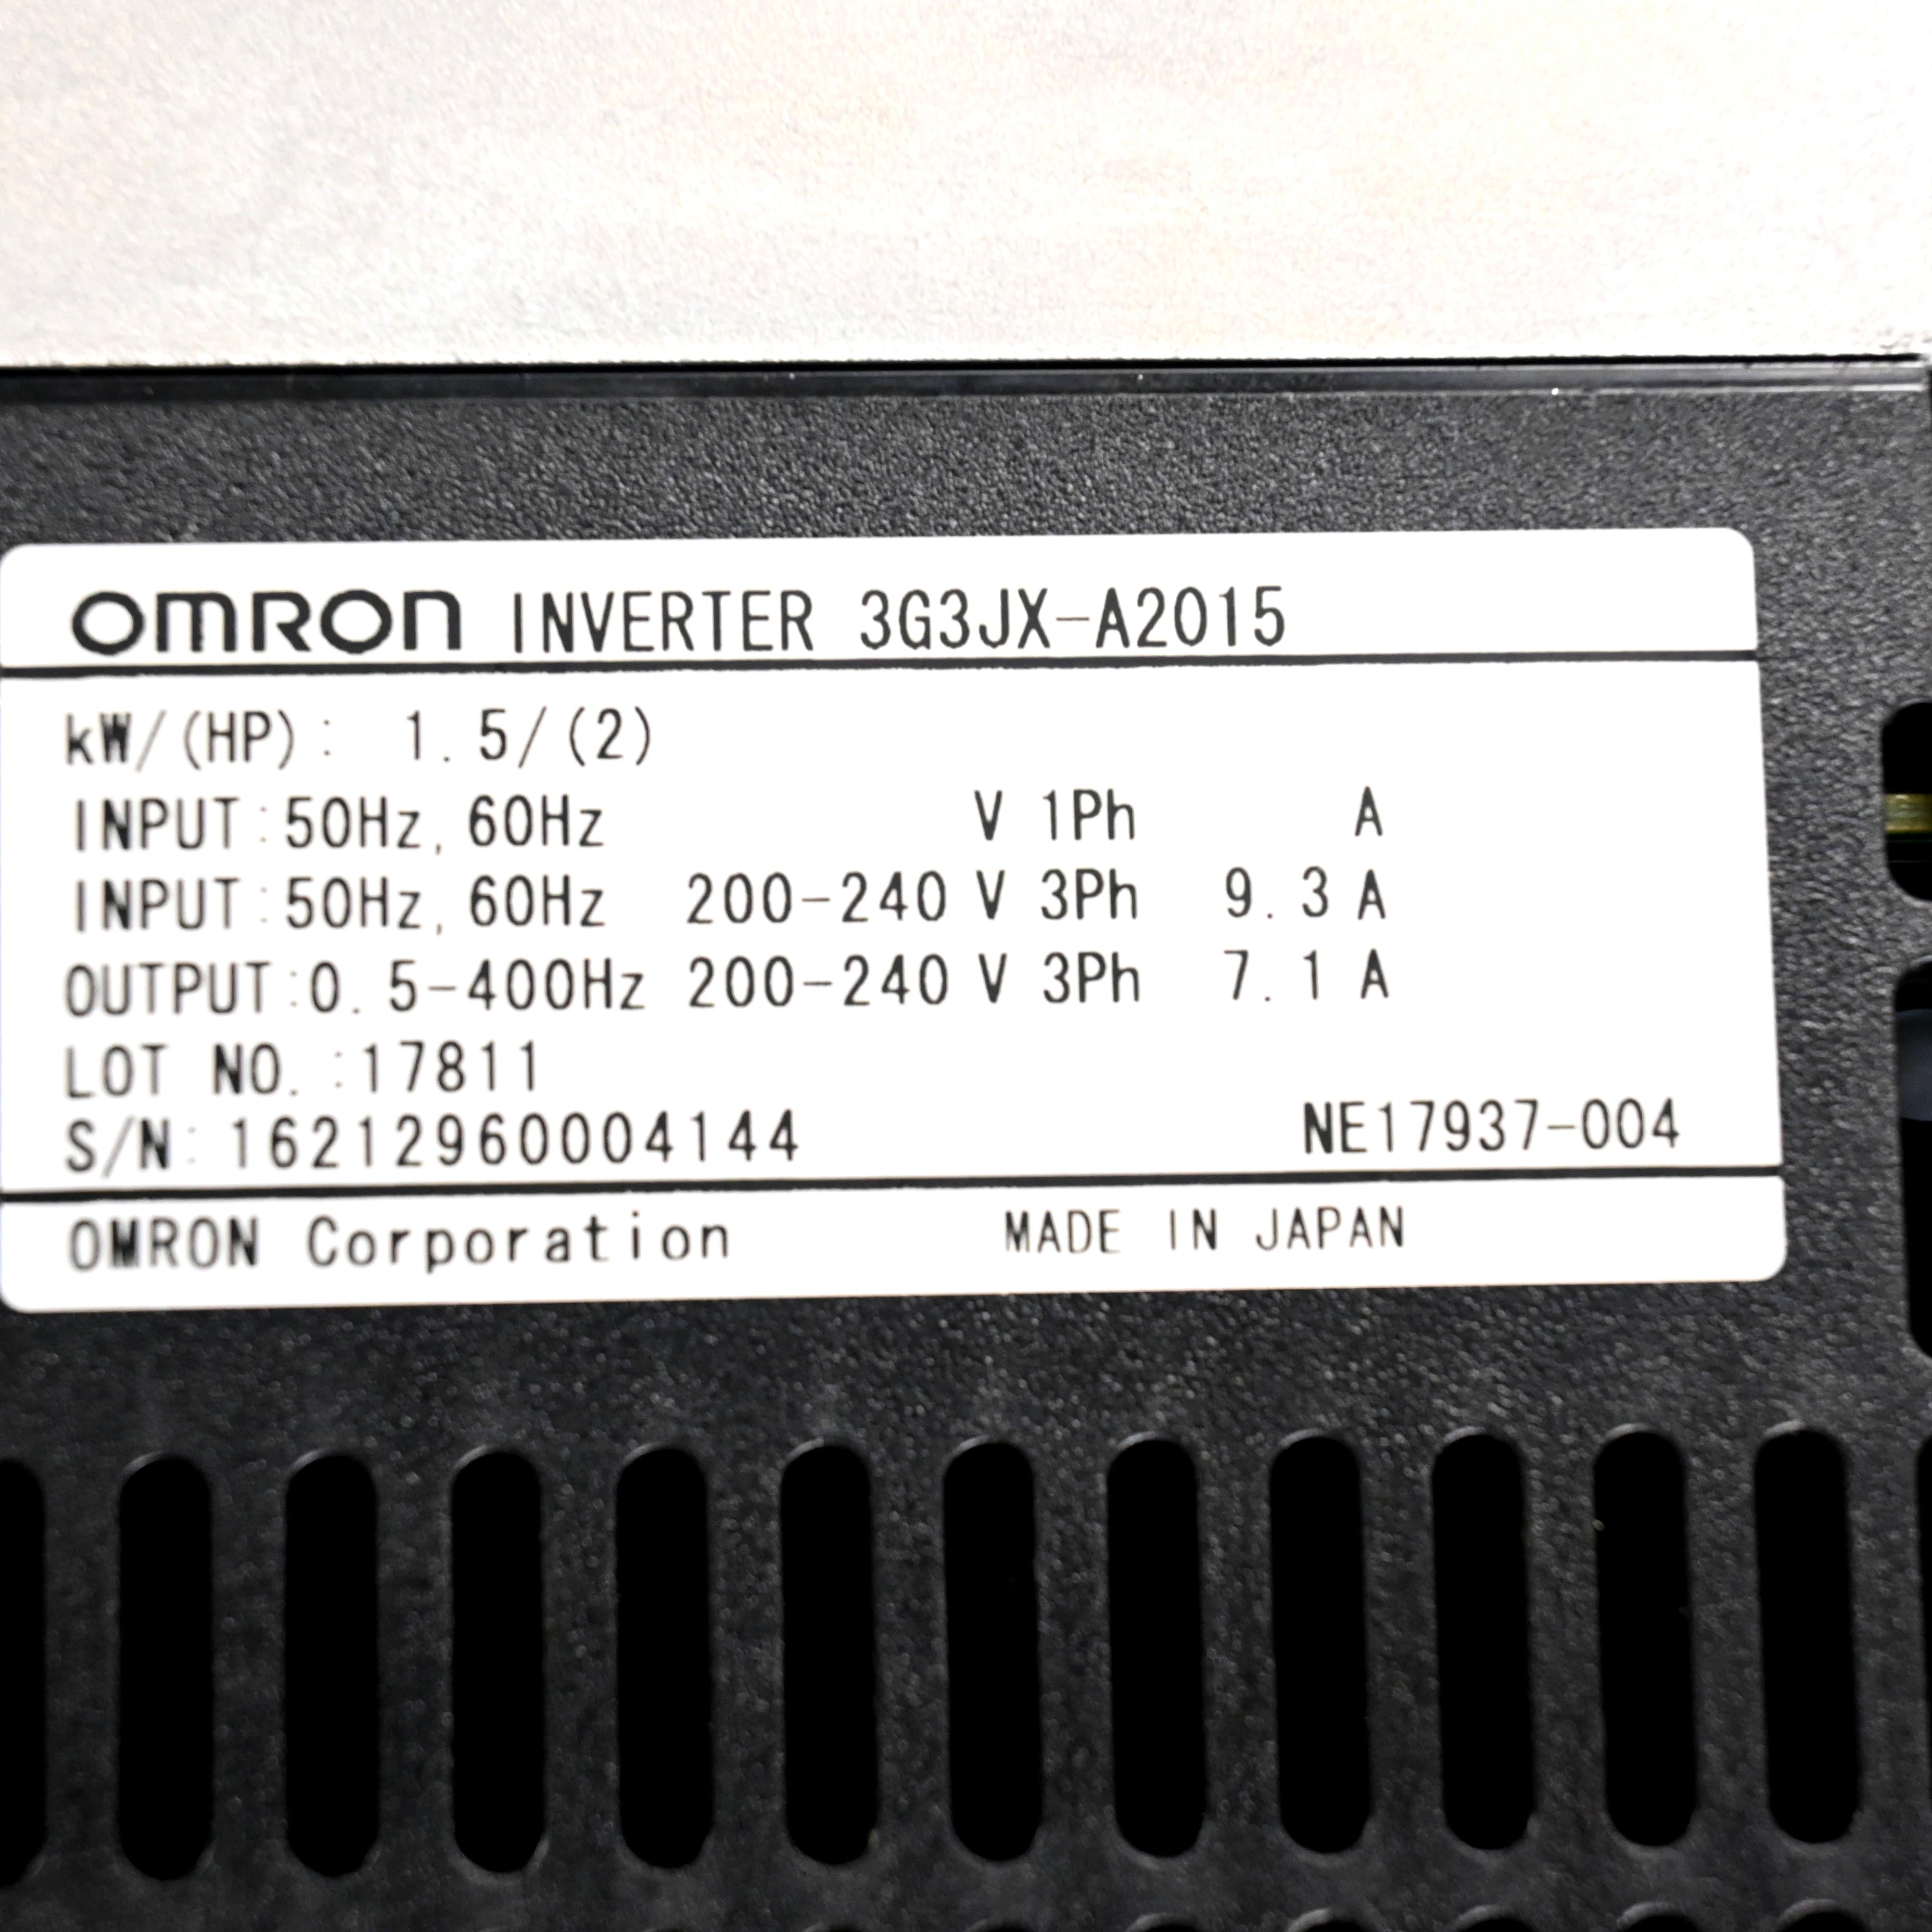 OMRON INVERTER 3G3JX-A2015
kW/(HP): 1.5/(2)
INPUT:50Hz,60Hz V 1Ph A
INPUT:50Hz,60Hz 200-240 V 3Ph 9.3 A
OUTPUT:0.5-400Hz 200-240 V 3Ph 7.1 A
LOT NO.:17811
S/N:16212960004144 NE17937-004
OMRON Corporation MADE IN JAPAN